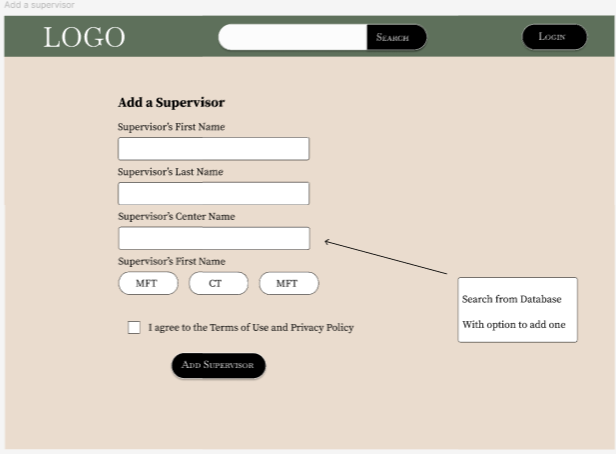 Add a supervisor
LOGO
Search
Login
Add a Supervisor
Supervisor's First Name
Supervisor's Last Name
Supervisor's Center Name
Supervisor's First Name
MFT CT MFT
Search from Database
With option to add one
I agree to the Terms of Use and Privacy Policy
Add Supervisor